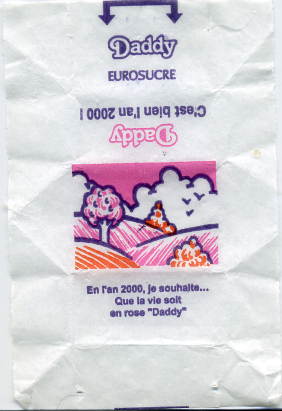 Daddy
EUROSUCRE
C'est bien l'an 2000 !
Daddy
En l'an 2000, je souhaite...
Que la vie soit
en rose "Daddy"